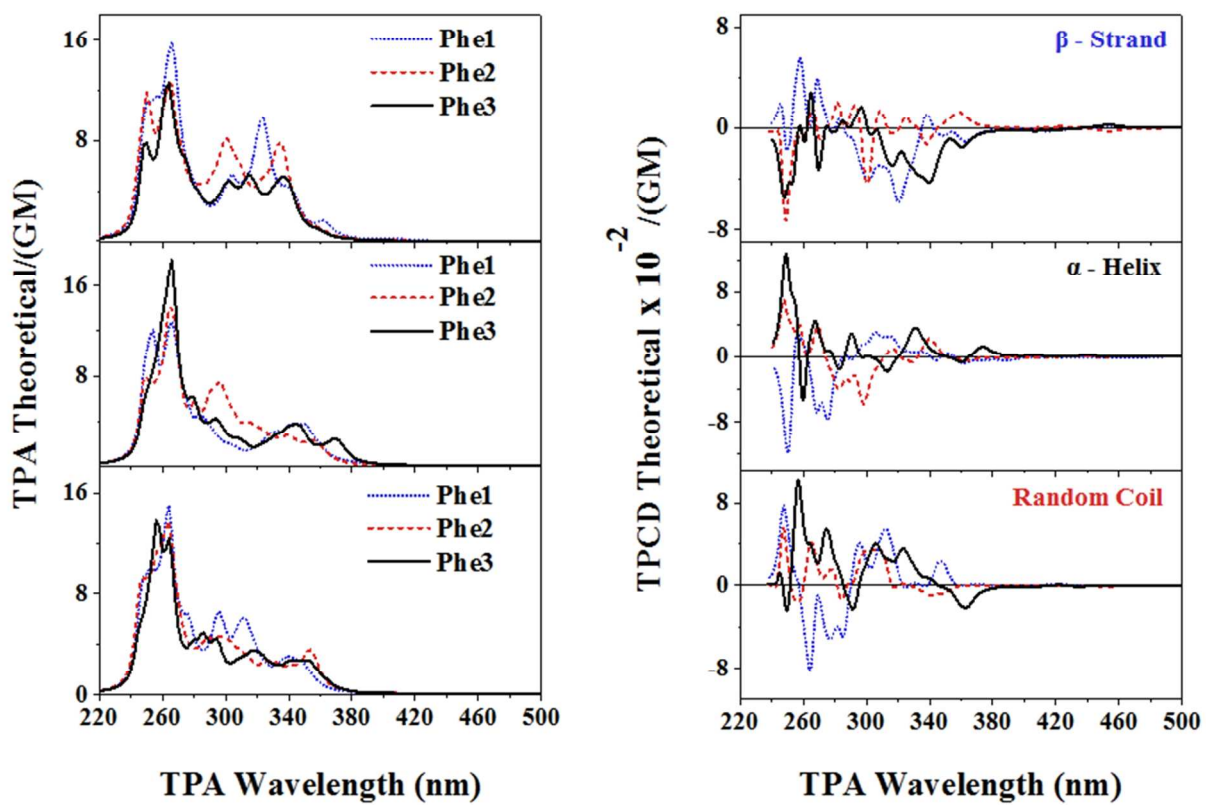 TPA Theoretical/(GM)
16
8
Phe1
Phe2
Phe3
16
8
Phe1
Phe2
Phe3
16
8
0
Phe1
Phe2
Phe3
220 260 300 340 380 420 460 500
TPA Wavelength (nm)
TPCD Theoretical x 10^-2/(GM)
8
0
-8
β - Strand
8
0
-8
α - Helix
8
0
-8
Random Coil
220 260 300 340 380 420 460 500
TPA Wavelength (nm)